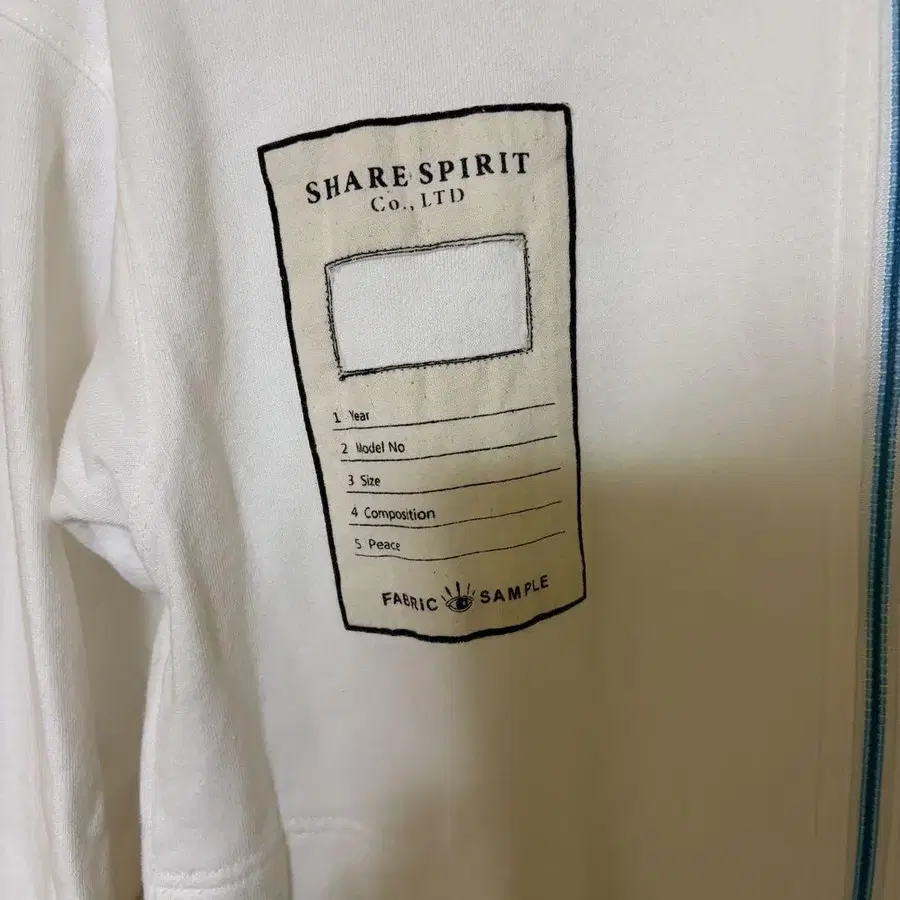 SHARE SPIRIT
Co., LTD
1 Year
2 Model No
3 Size
4 Composition
5 Peace
FABRIC SAMPLE